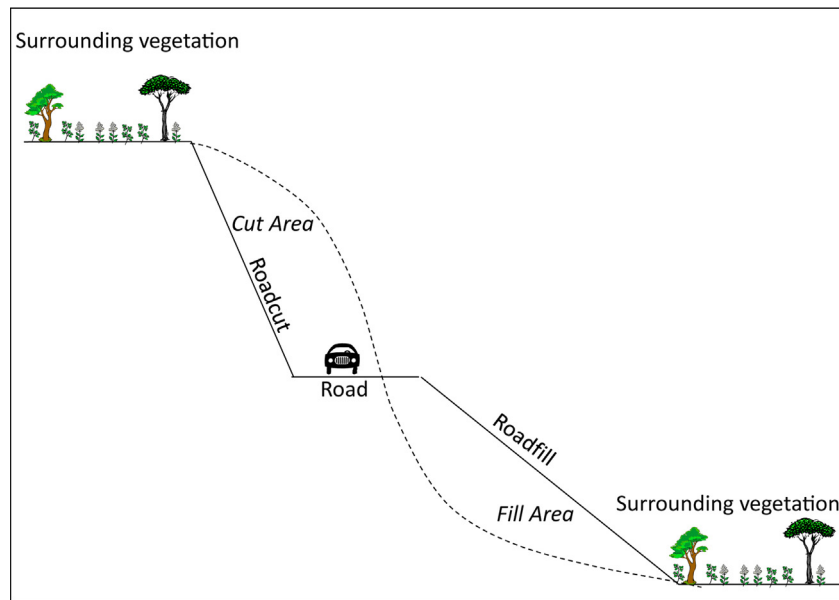 Surrounding vegetation
Cut Area
Roadcut
Road
Roadfill
Fill Area
Surrounding vegetation